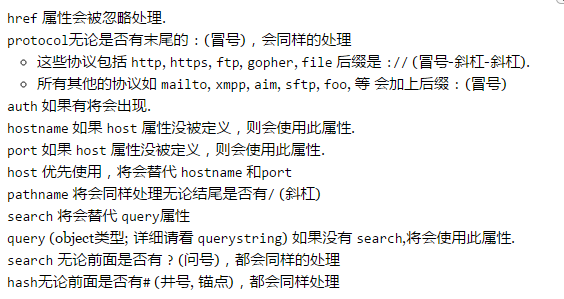 href 属性会被忽略处理.
protocol无论是否有末尾的 : (冒号)，会同样的处理
这些协议包括 http, https, ftp, gopher, file 后缀是 :// (冒号-斜杠-斜杠).
所有其他的协议如 mailto, xmpp, aim, sftp, foo, 等 会加上后缀 : (冒号)
auth 如果有将会出现.
hostname 如果 host 属性没被定义，则会使用此属性.
port 如果 host 属性没被定义，则会使用此属性.
host 优先使用，将会替代 hostname 和port
pathname 将会同样处理无论结尾是否有/ (斜杠)
search 将会替代 query属性
query (object类型; 详细请看 querystring) 如果没有 search,将会使用此属性.
search 无论前面是否有 ? (问号)，都会同样的处理
hash无论前面是否有# (井号, 锚点)，都会同样处理